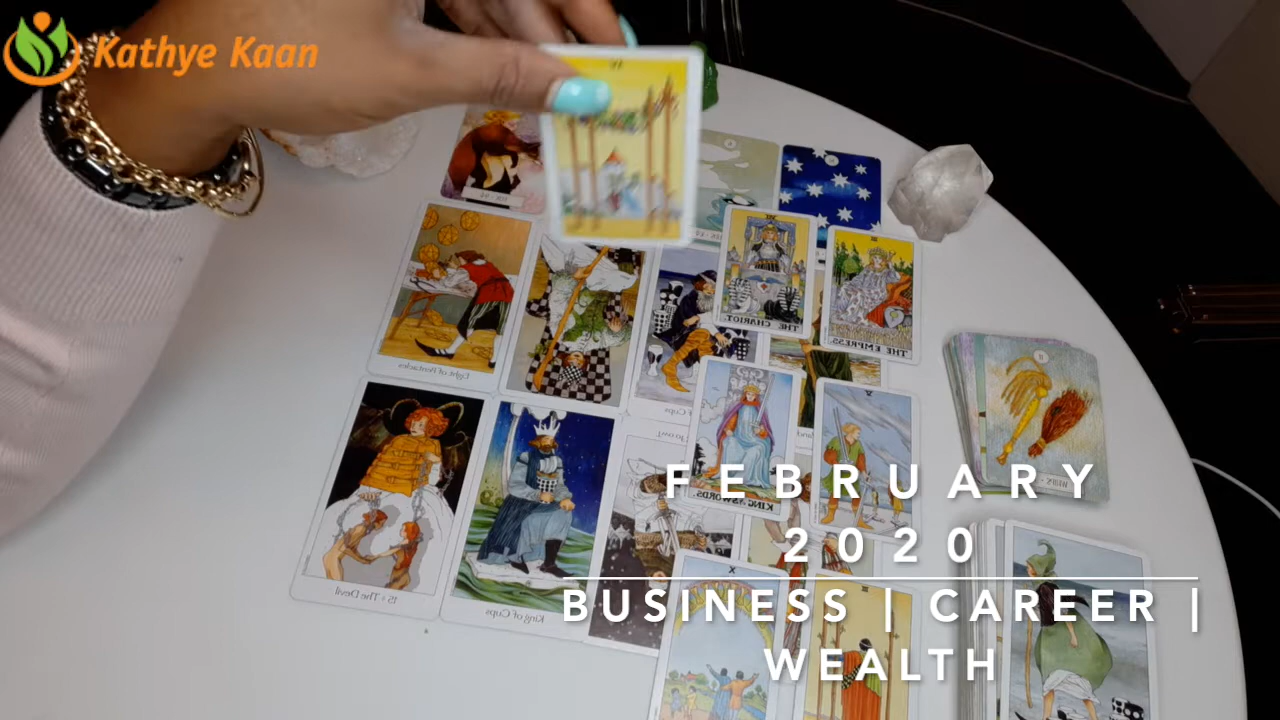 Kathye Kaan
THE CHARIOT
THE EMPRESS.
Eight of Pentacles
KING of SWORDS.
V
FEBRUARY
2020
BUSINESS | CAREER |
WEALTH
15 • The Devil
King of Cups
X